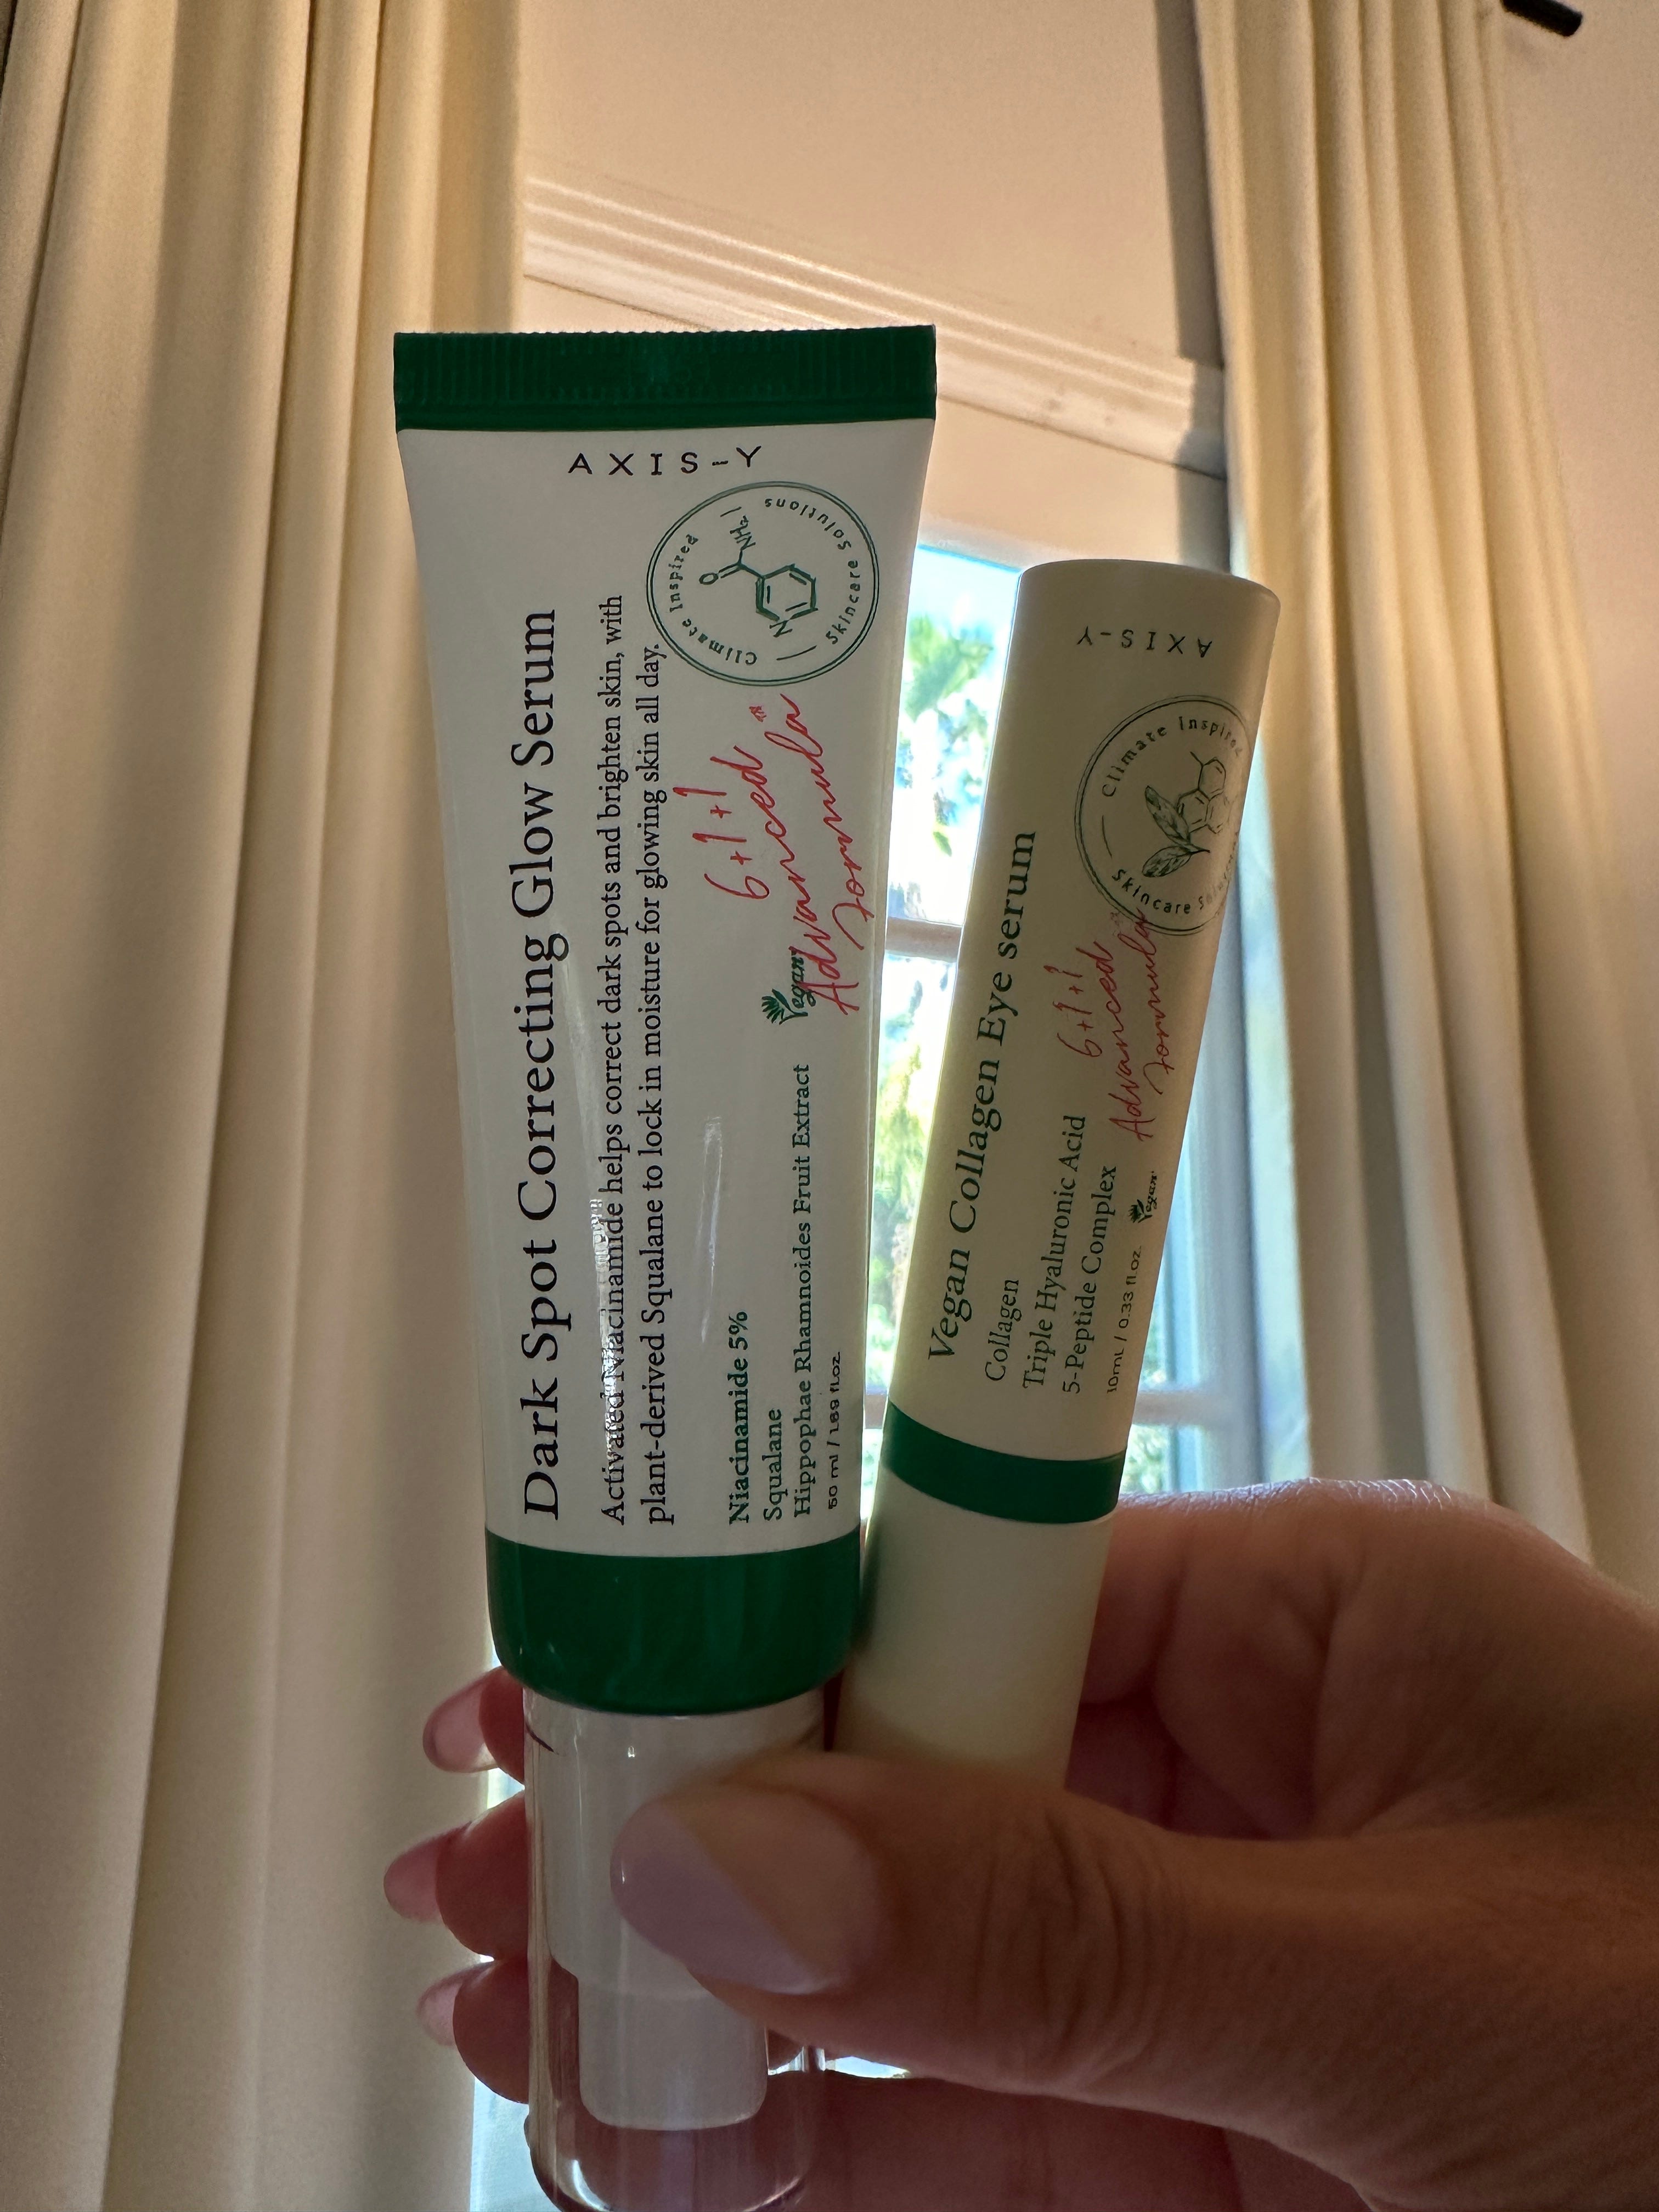 AXIS-Y
Climate Inspired
Skincare Solutions
O
NH₂
N
Dark Spot Correcting Glow Serum
Activated Niacinamide helps correct dark spots and brighten skin, with
plant-derived Squalane to lock in moisture for glowing skin all day.
6+1+1
Advanced
Formula
TM
Vegan
Niacinamide 5%
Squalane
Hippophae Rhamnoides Fruit Extract
50 ml / 1.69 fl.oz.
AXIS-Y
Climate Inspired
Skincare
Vegan Collagen Eye serum
Collagen
Triple Hyaluronic Acid
5-Peptide Complex
10mL / 0.33 fl.oz.
6+1+1
Advanced
Formula
Vegan